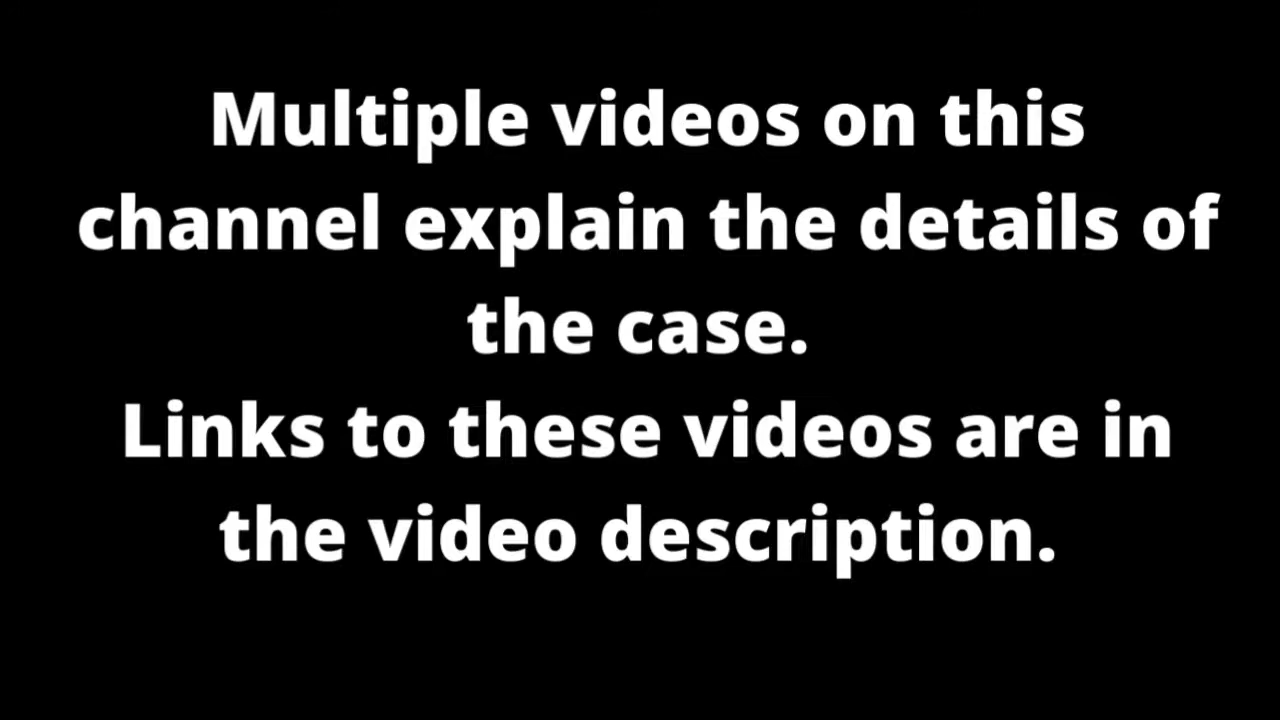 Multiple videos on this
channel explain the details of
the case.
Links to these videos are in
the video description.